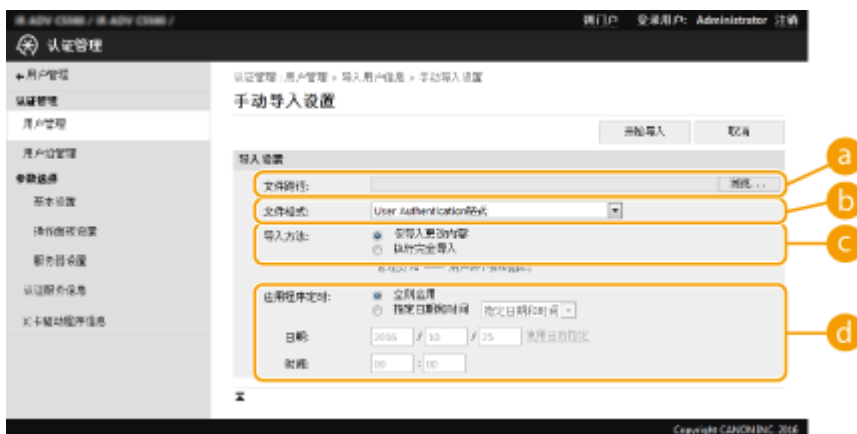 到门户 登录用户: Administrator 注销
认证管理
用户管理
认证管理 : 用户管理 > 导入用户信息 > 手动导入设置
认证管理
手动导入设置
用户管理
开始导入 取消
用户组管理
导入设置
参数选择
文件路径: 浏览...
a
基本设置
文件格式: User Authentication格式
b
操作面板设置
导入方法: 仅导入更改内容
执行完全导入
c
服务器设置
认证服务信息
应用程序定时: 立刻应用
指定日期和时间 指定日期和时间
IC卡驱动程序信息
日期: 2016 / 10 / 25
d
时间: 00 : 00
Copyright CANON INC. 2016